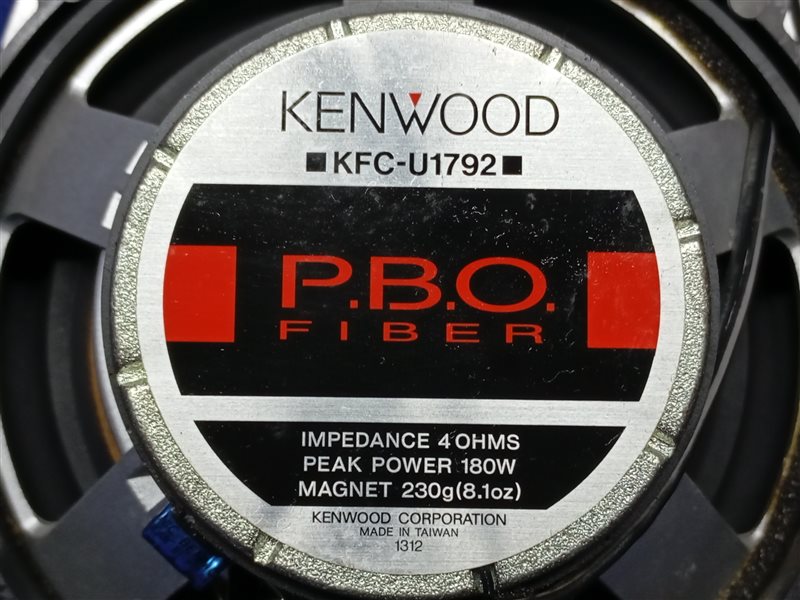 KENWOOD
■KFC-U1792■
P.B.O.
FIBER
IMPEDANCE 4 OHMS
PEAK POWER 180W
MAGNET 230g(8.1oz)
KENWOOD CORPORATION
MADE IN TAIWAN
1312